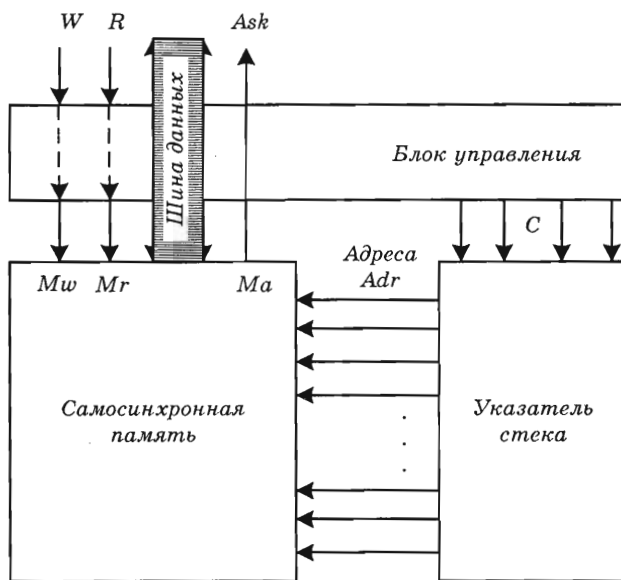 W R Ask
Шина данных
Блок управления
C
Адреса
Adr
Mw Mr Ma
Самосинхронная
память
Указатель
стека